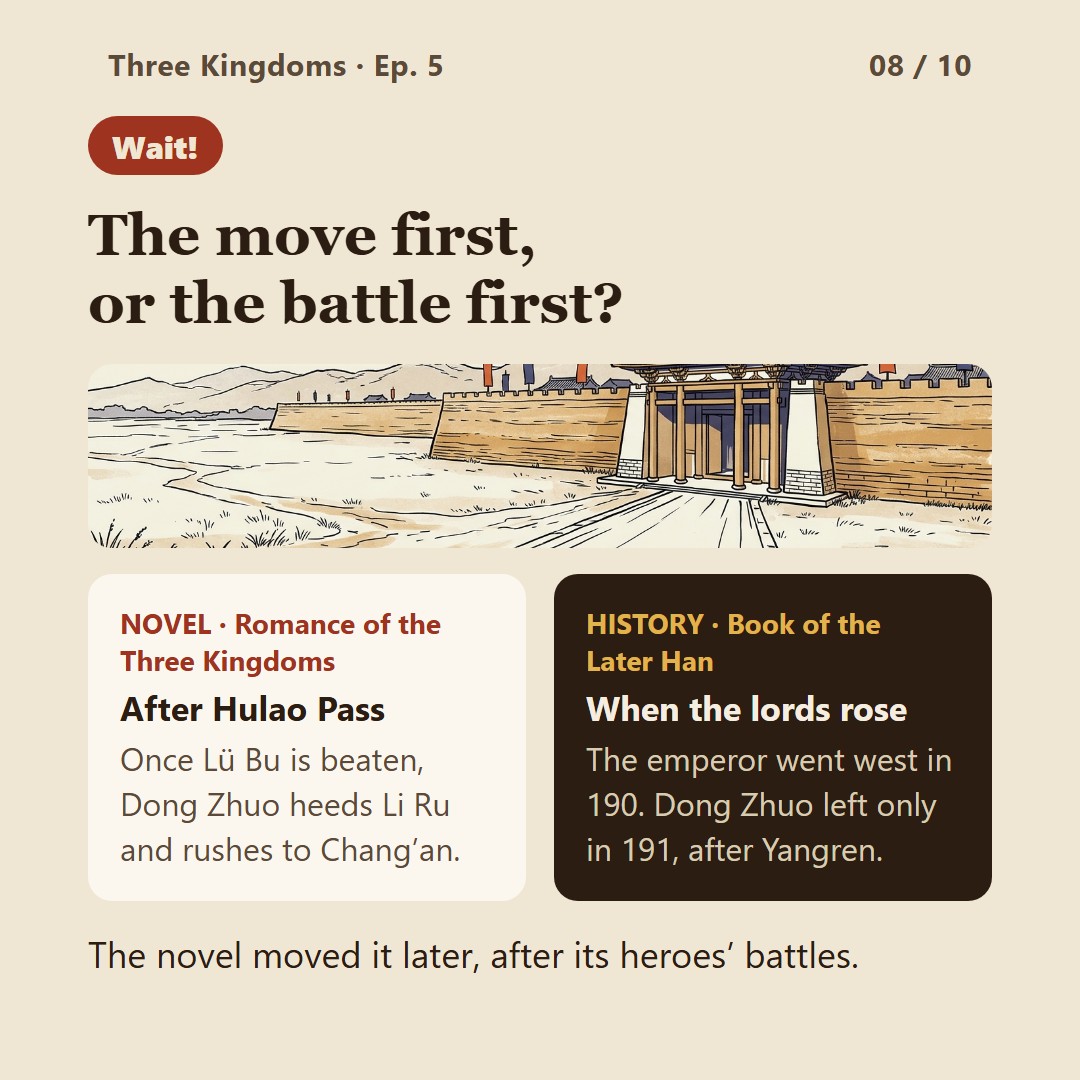 Three Kingdoms · Ep. 5
08 / 10
Wait!
The move first,
or the battle first?
NOVEL · Romance of the
Three Kingdoms
After Hulao Pass
Once Lü Bu is beaten,
Dong Zhuo heeds Li Ru
and rushes to Chang’an.
HISTORY · Book of the
Later Han
When the lords rose
The emperor went west in
190. Dong Zhuo left only
in 191, after Yangren.
The novel moved it later, after its heroes’ battles.